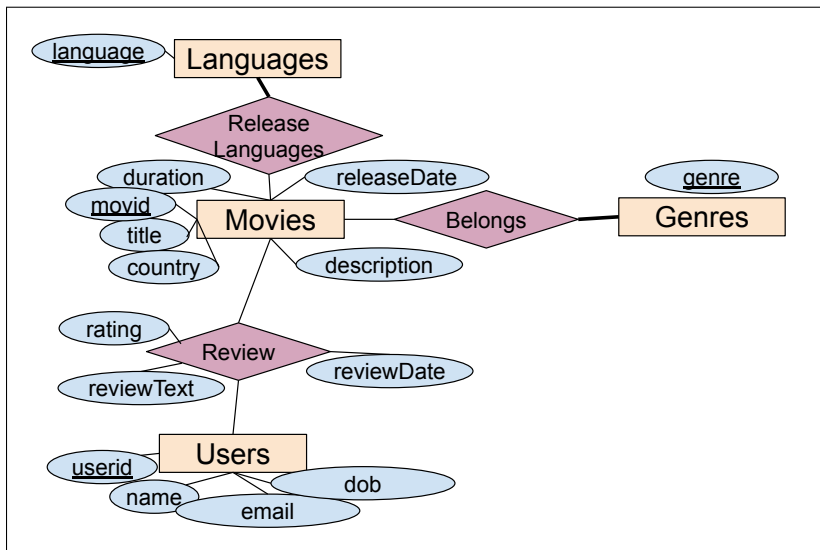 language
Languages
Release
Languages
duration
releaseDate
movid
genre
Movies
Belongs
Genres
title
country
description
rating
Review
reviewText
reviewDate
Users
userid
name
dob
email